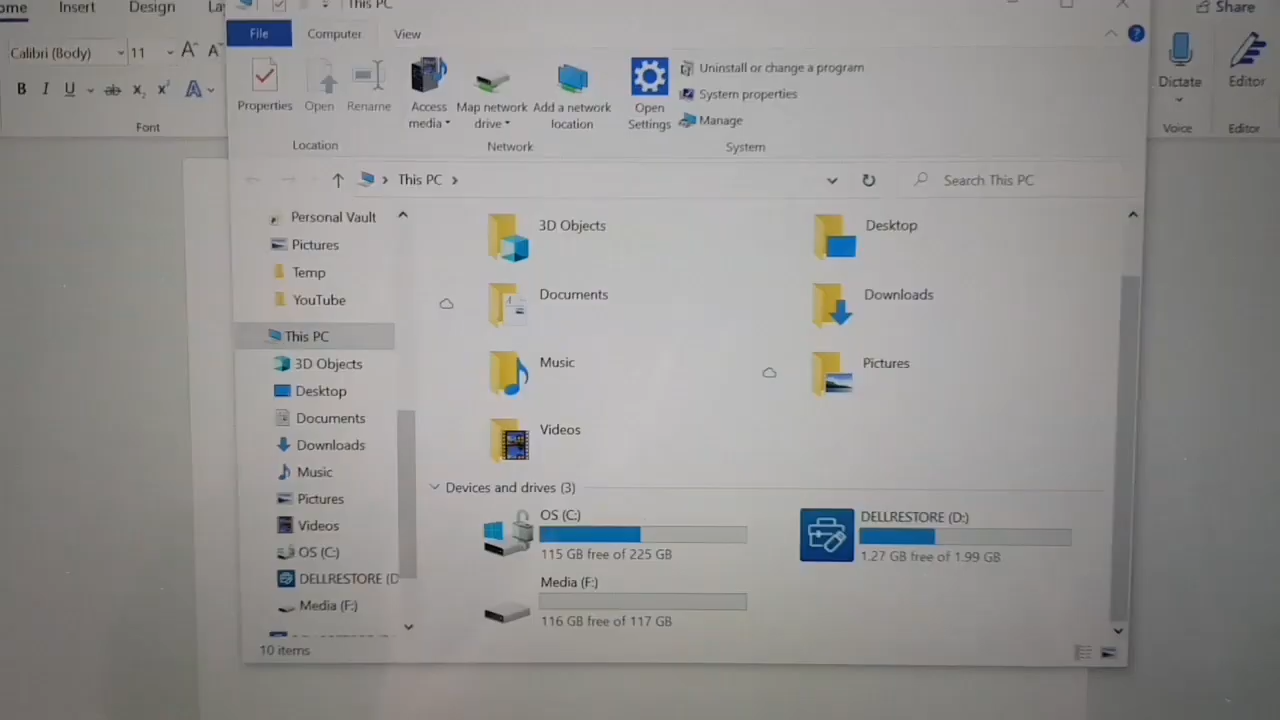 ome Insert Design La
This PC
Share
Calibri (Body) 11 A A
File Computer View
B I U ab x₂ x² A
Font
Properties Open Rename
Location
Access media
Map network drive
Add a network location
Network
Open Settings
Uninstall or change a program
System properties
Manage
System
Dictate
Voice
Editor
Editor
This PC
Search This PC
Personal Vault
Pictures
Temp
YouTube
This PC
3D Objects
Desktop
Documents
Downloads
Music
Pictures
Videos
OS (C:)
DELLRESTORE (D
Media (F:)
3D Objects
Desktop
Documents
Downloads
Music
Pictures
Videos
Devices and drives (3)
OS (C:)
115 GB free of 225 GB
DELLRESTORE (D:)
1.27 GB free of 1.99 GB
Media (F:)
116 GB free of 117 GB
10 items